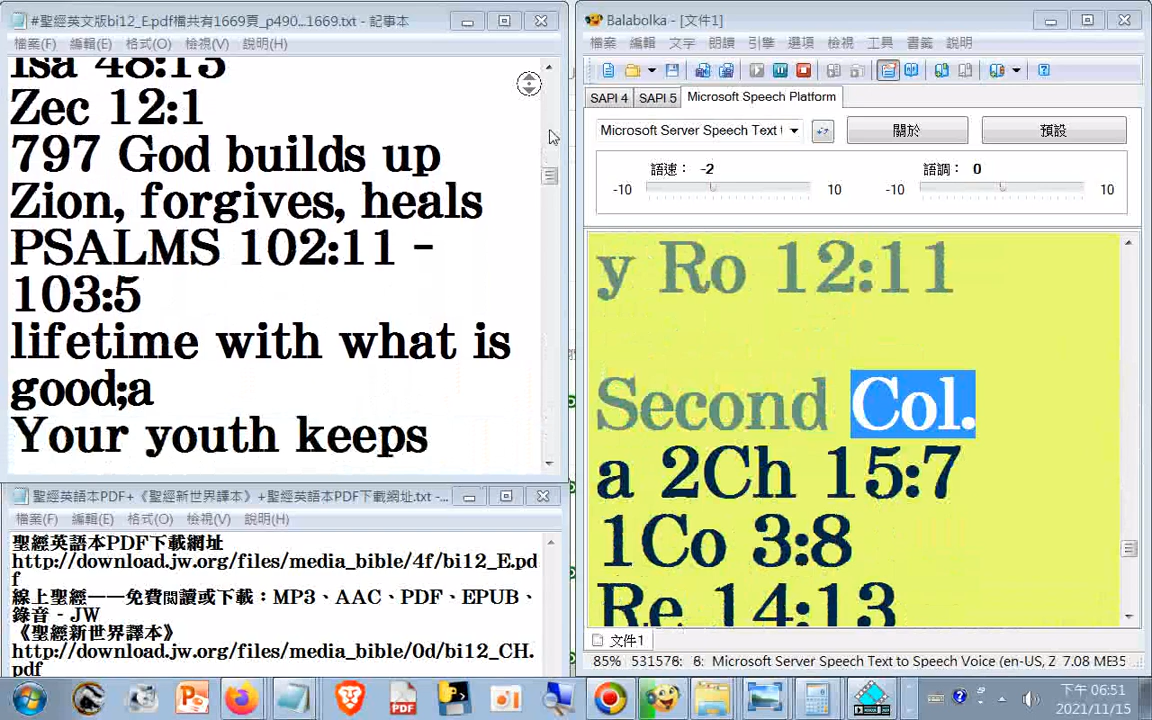 #聖經英文版bi12_E.pdf檔共有1669頁_p490...1669.txt - 記事本
檔案(F) 編輯(E) 格式(O) 檢視(V) 說明(H)
Isa 48:13
Zec 12:1
797 God builds up
Zion, forgives, heals
PSALMS 102:11 -
103:5
lifetime with what is
good;a
Your youth keeps
聖經英語本PDF+《聖經新世界譯本》+聖經英語本PDF下載網址.txt -...
檔案(F) 編輯(E) 格式(O) 檢視(V) 說明(H)
聖經英語本PDF下載網址
http://download.jw.org/files/media_bible/4f/bi12_E.pd
f
線上聖經——免費閱讀或下載：MP3、AAC、PDF、EPUB、
錄音 - JW
《聖經新世界譯本》
http://download.jw.org/files/media_bible/0d/bi12_CH.
pdf
Balabolka - [文件1]
檔案 編輯 文字 朗讀 引擎 選項 檢視 工具 書籤 說明
SAPI 4 SAPI 5 Microsoft Speech Platform
Microsoft Server Speech Text t 關於 預設
語速： -2 語調： 0
-10 10 -10 10
y Ro 12:11
Second Col.
a 2Ch 15:7
1Co 3:8
Re 14:13
文件1
85% 531578: 8: Microsoft Server Speech Text to Speech Voice (en-US, Z 7.08 ME35
下午 06:51
2021/11/15